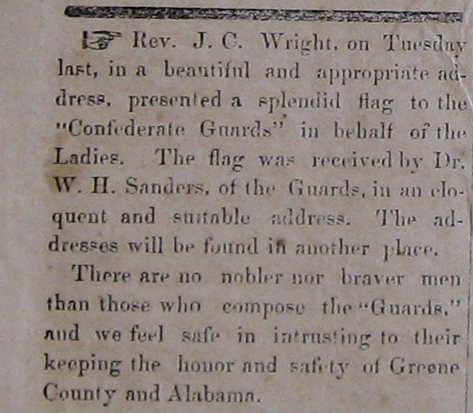 ☞ Rev. J. C. Wright, on Tuesday
last, in a beautiful and appropriate ad-
dress, presented a splendid flag to the
"Confederate Guards" in behalf of the
Ladies. The flag was received by Dr.
W. H. Sanders, of the Guards, in an elo-
quent and suitable address. The ad-
dresses will be found in another place.
There are no nobler nor braver men
than those who compose the "Guards,"
and we feel safe in intrusting to their
keeping the honor and safety of Greene
County and Alabama.